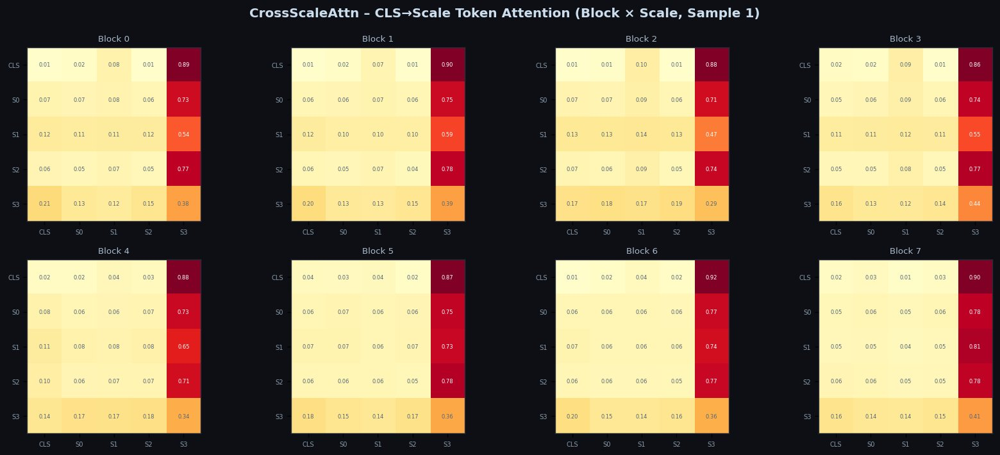 CrossScaleAttn – CLS→Scale Token Attention (Block × Scale, Sample 1)
Block 0
CLS 0.01 0.02 0.08 0.01 0.89
S0 0.07 0.07 0.08 0.06 0.73
S1 0.12 0.11 0.11 0.12 0.54
S2 0.06 0.05 0.07 0.05 0.77
S3 0.21 0.13 0.12 0.15 0.38
CLS S0 S1 S2 S3
Block 1
CLS 0.01 0.02 0.07 0.01 0.90
S0 0.06 0.06 0.07 0.06 0.75
S1 0.12 0.10 0.10 0.10 0.59
S2 0.06 0.05 0.07 0.04 0.78
S3 0.20 0.13 0.13 0.15 0.39
CLS S0 S1 S2 S3
Block 2
CLS 0.01 0.01 0.10 0.01 0.88
S0 0.07 0.07 0.09 0.06 0.71
S1 0.13 0.13 0.14 0.13 0.47
S2 0.07 0.06 0.09 0.05 0.74
S3 0.17 0.18 0.17 0.19 0.29
CLS S0 S1 S2 S3
Block 3
CLS 0.02 0.02 0.09 0.01 0.86
S0 0.05 0.06 0.09 0.06 0.74
S1 0.11 0.11 0.12 0.11 0.55
S2 0.05 0.05 0.08 0.05 0.77
S3 0.16 0.13 0.12 0.14 0.44
CLS S0 S1 S2 S3
Block 4
CLS 0.02 0.02 0.04 0.03 0.88
S0 0.08 0.06 0.06 0.07 0.73
S1 0.11 0.08 0.08 0.08 0.65
S2 0.10 0.06 0.07 0.07 0.71
S3 0.14 0.17 0.17 0.18 0.34
CLS S0 S1 S2 S3
Block 5
CLS 0.04 0.03 0.04 0.02 0.87
S0 0.06 0.07 0.06 0.06 0.75
S1 0.07 0.07 0.06 0.07 0.73
S2 0.06 0.06 0.06 0.05 0.78
S3 0.18 0.15 0.14 0.17 0.36
CLS S0 S1 S2 S3
Block 6
CLS 0.01 0.02 0.04 0.02 0.92
S0 0.06 0.06 0.06 0.06 0.77
S1 0.07 0.06 0.06 0.06 0.74
S2 0.06 0.06 0.06 0.06 0.77
S3 0.20 0.15 0.14 0.16 0.36
CLS S0 S1 S2 S3
Block 7
CLS 0.02 0.03 0.01 0.03 0.90
S0 0.05 0.06 0.05 0.06 0.78
S1 0.05 0.05 0.04 0.05 0.81
S2 0.06 0.06 0.05 0.05 0.78
S3 0.16 0.14 0.14 0.15 0.41
CLS S0 S1 S2 S3